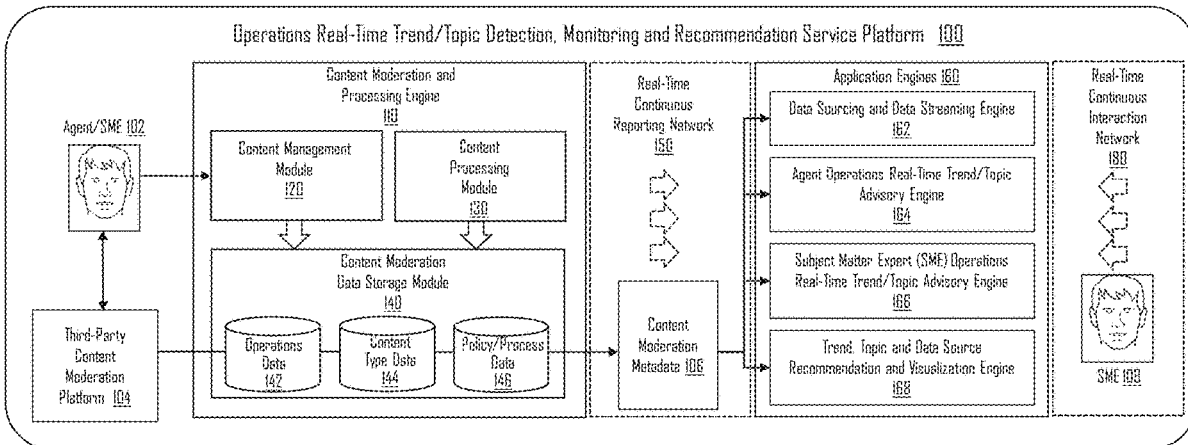 Operations Real-Time Trend/Topic Detection, Monitoring and Recommendation Service Platform 100
Agent/SME 102
Third-Party
Content
Moderation
Platform 104
Content Moderation and
Processing Engine
110
Content Management
Module
120
Content
Processing
Module
130
Content Moderation
Data Storage Module
140
Operations
Data
142
Content
Type Data
144
Policy/Process
Data
146
Real-Time
Continuous
Reporting Network
150
Content
Moderation
Metadate 106
Application Engines 160
Data Sourcing and Data Streaming Engine
162
Agent Operations Real-Time Trend/Topic
Advisory Engine
164
Subject Matter Expert (SME) Operations
Real-Time Trend/Topic Advisory Engine
166
Trend, Topic and Data Source
Recommendation and Visualization Engine
168
Real-Time
Continuous
Interaction
Network
180
SME 103